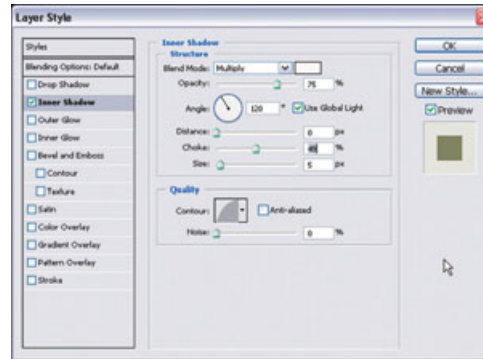 Layer Style
Styles
Blending Options: Default
Drop Shadow
Inner Shadow
Outer Glow
Inner Glow
Bevel and Emboss
Contour
Texture
Satin
Color Overlay
Gradient Overlay
Pattern Overlay
Stroke
Inner Shadow
Structure
Blend Mode: Multiply
Opacity: 75 %
Angle: 120 ° Use Global Light
Distance: 0 px
Choke: %
Size: 5 px
Quality
Contour: Anti-aliased
Noise: 0 %
OK
Cancel
New Style...
Preview